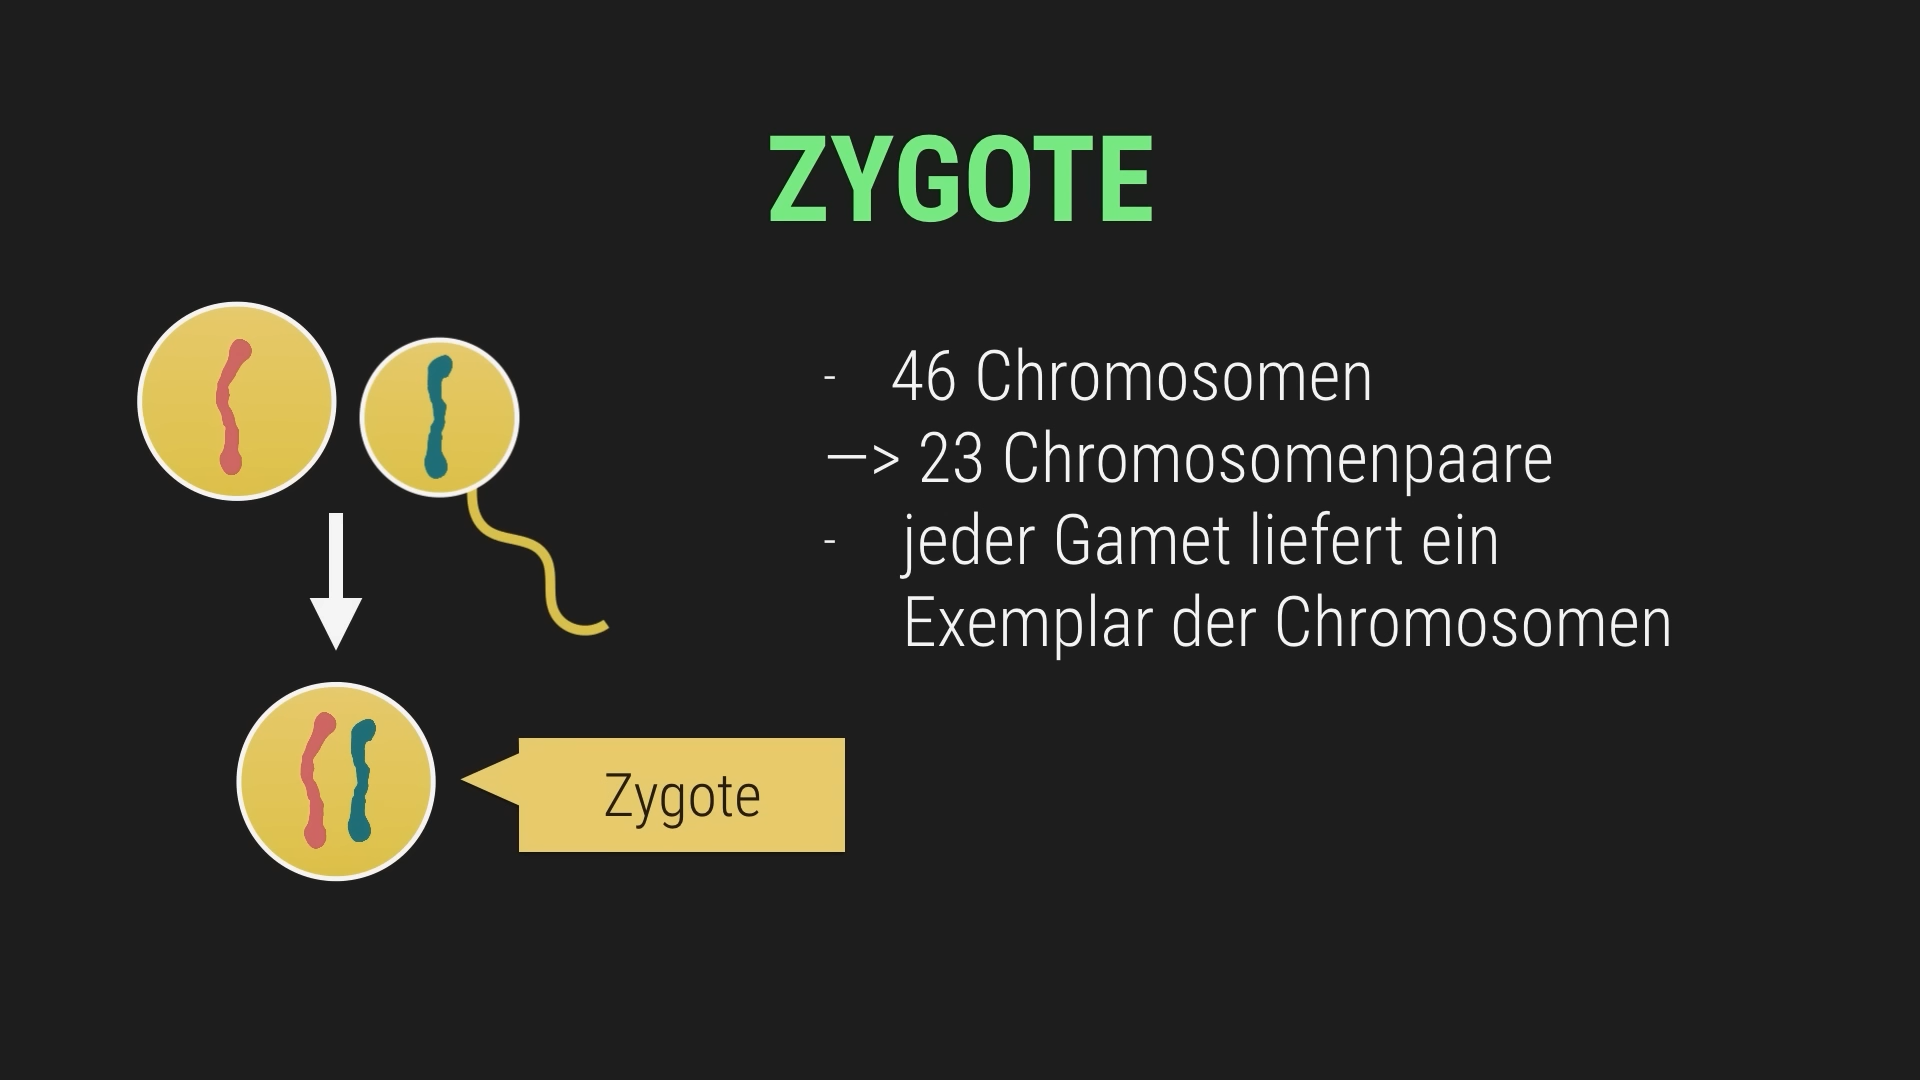 ZYGOTE
- 46 Chromosomen
—> 23 Chromosomenpaare
- jeder Gamet liefert ein
Exemplar der Chromosomen
Zygote